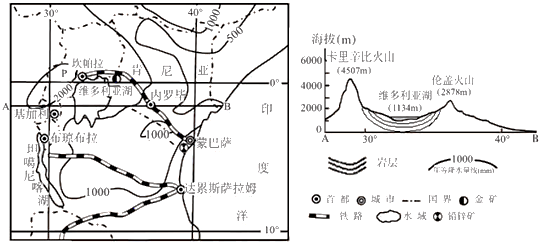 30° 40°
1000
500
坎帕拉
P 肯尼亚
2000
0°
维多利亚湖
内罗毕
A B
基加利
印
1000
布琼布拉
蒙巴萨
坦噶尼喀湖
度
1000
达累斯萨拉姆
洋
10°
海拔(m)
卡里辛比火山
(4507m)
6000
伦盖火山
(2878m)
4000
维多利亚湖
(1134m)
2000
0
A 30° 40° B
岩层
1000
年等降水量线(mm)
首都 城市 国界 金矿
铁路 水域 铅锌矿